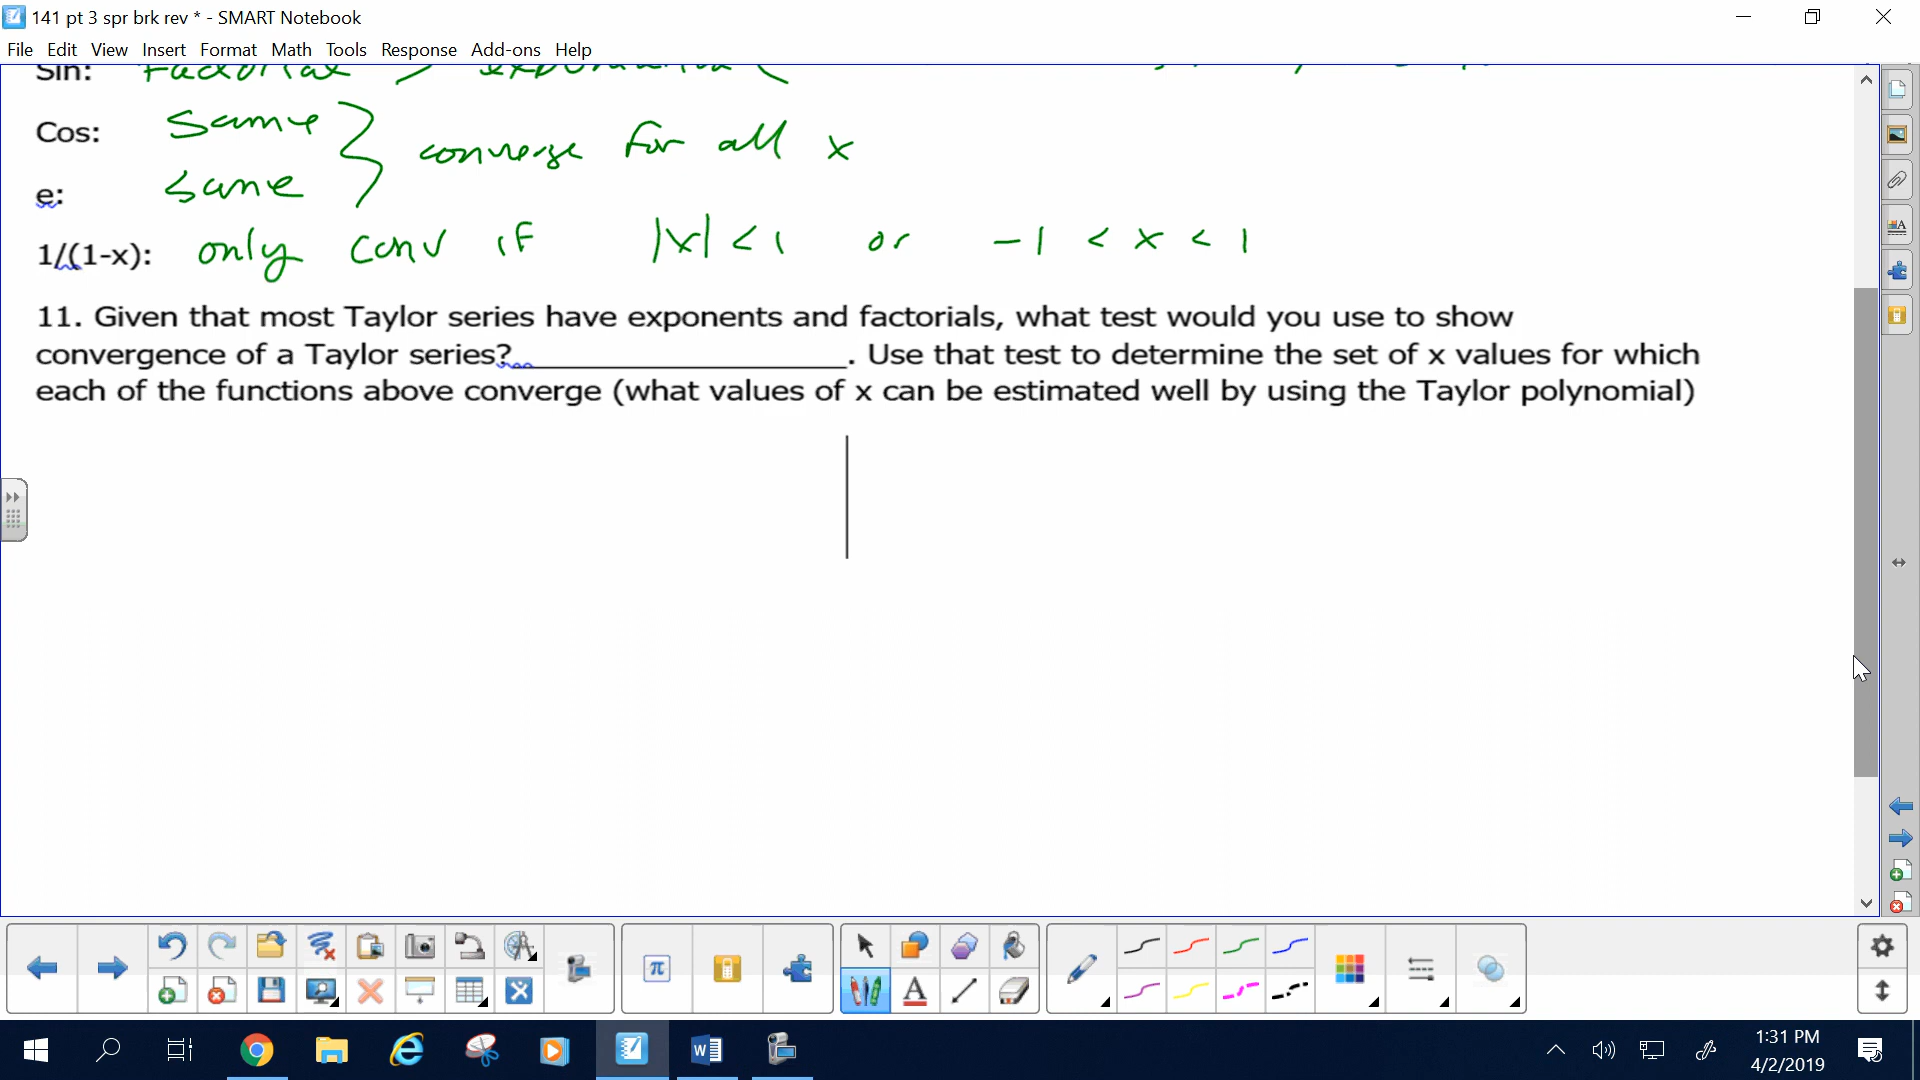 141 pt 3 spr brk rev * - SMART Notebook
File Edit View Insert Format Math Tools Response Add-ons Help
Sin: Factorial > exponential
Cos: same
converge for all x
e: same
1/(1-x): only conv if |x| < 1 or -1 < x < 1
11. Given that most Taylor series have exponents and factorials, what test would you use to show
convergence of a Taylor series?____________________. Use that test to determine the set of x values for which
each of the functions above converge (what values of x can be estimated well by using the Taylor polynomial)
1:31 PM
4/2/2019